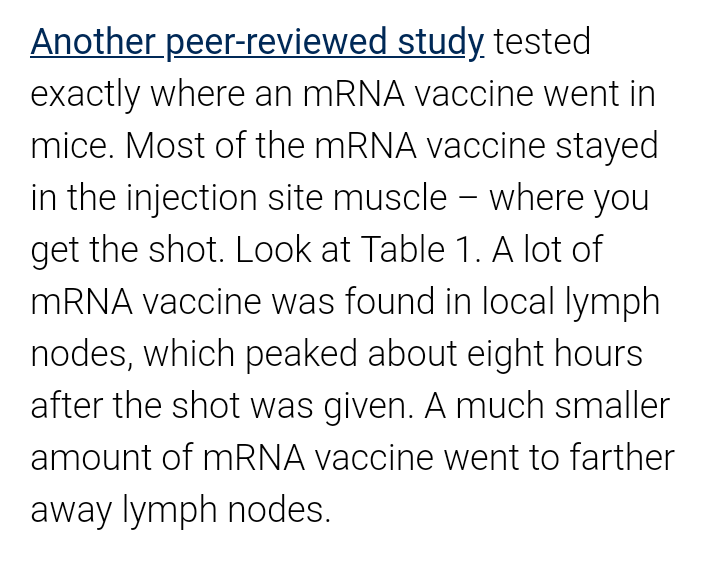 Another peer-reviewed study tested
exactly where an mRNA vaccine went in
mice. Most of the mRNA vaccine stayed
in the injection site muscle – where you
get the shot. Look at Table 1. A lot of
mRNA vaccine was found in local lymph
nodes, which peaked about eight hours
after the shot was given. A much smaller
amount of mRNA vaccine went to farther
away lymph nodes.